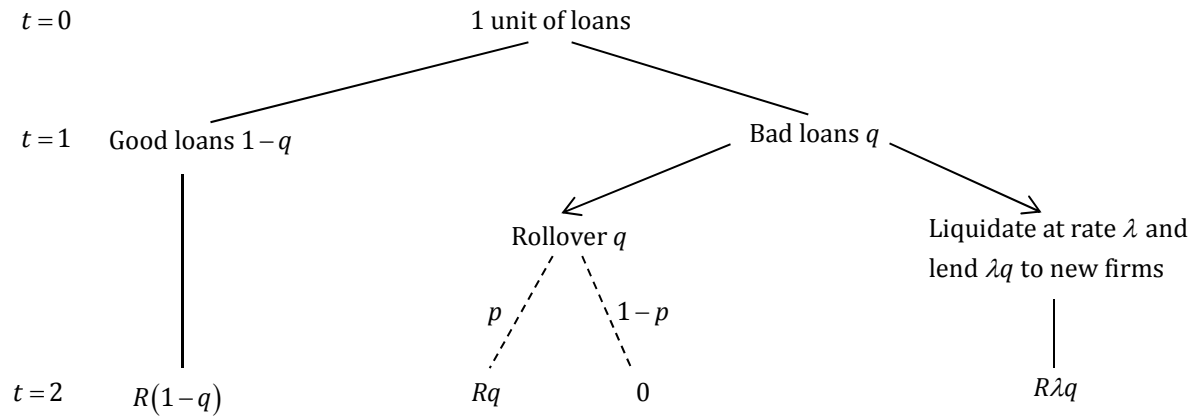 t = 0
1 unit of loans
t = 1
Good loans 1 − q
Bad loans q
Rollover q
Liquidate at rate λ and
lend λq to new firms
p
1 − p
t = 2
R(1 − q)
Rq
0
Rλq